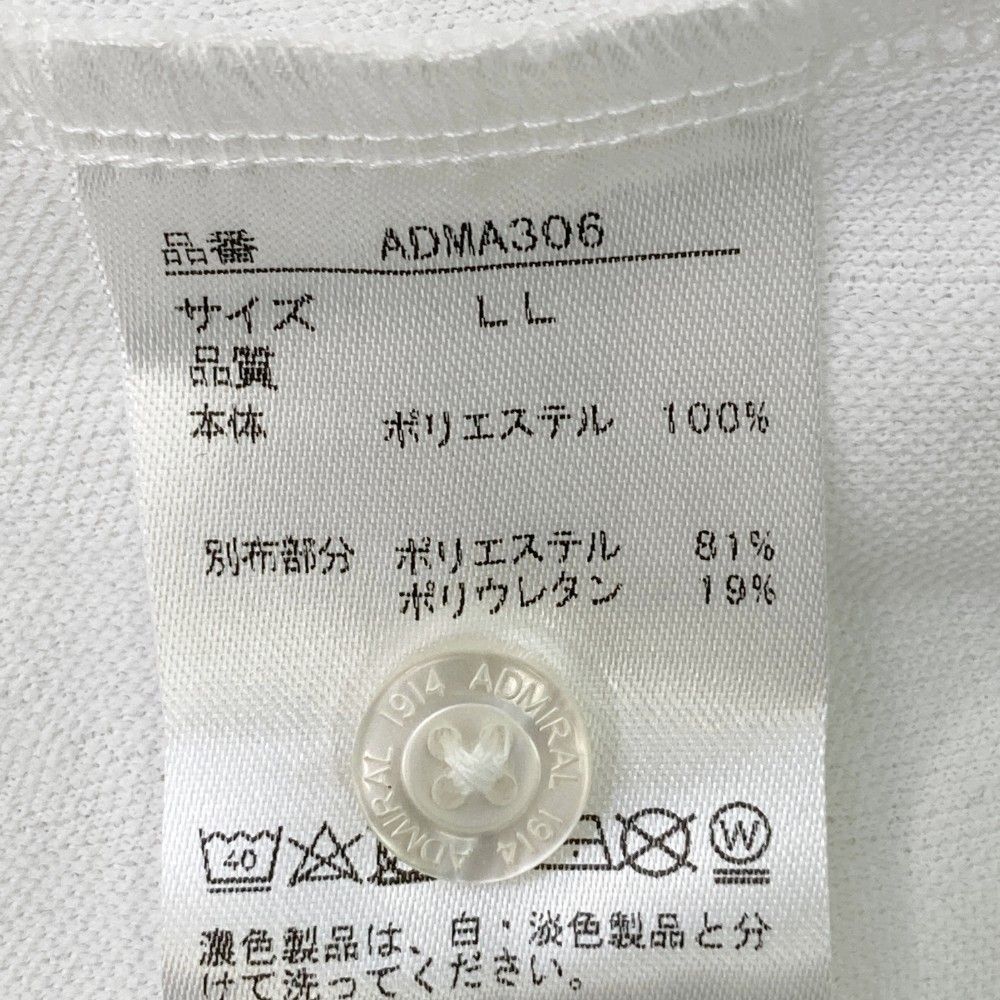 品番 ADMA306
サイズ LL
品質
本体 ポリエステル 100%
別布部分 ポリエステル 81%
ポリウレタン 19%
ADMIRAL 1914 ADMIRAL 1914
40 W
濃色製品は、白・淡色製品と分
けて洗ってください。